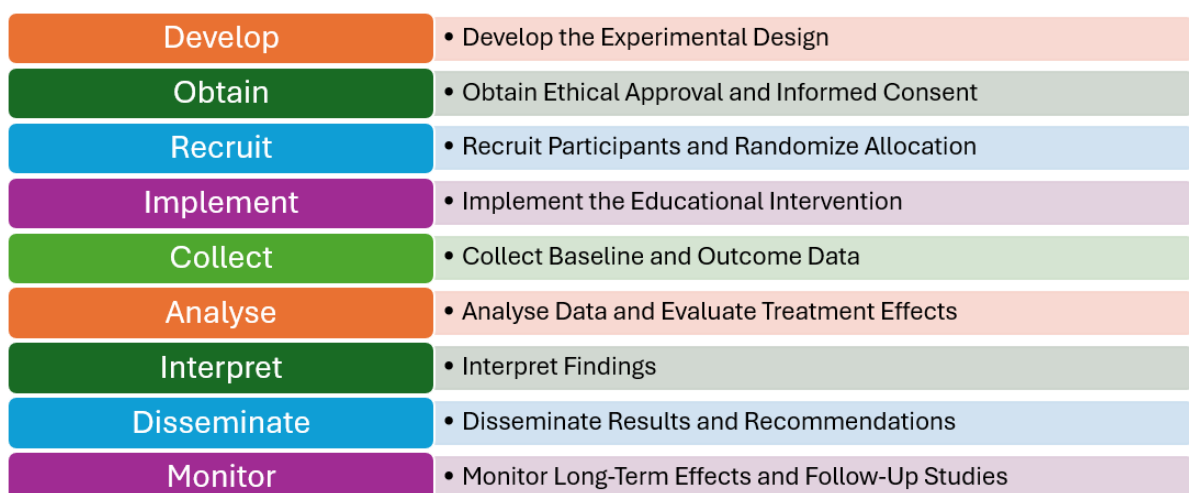 Develop
• Develop the Experimental Design
Obtain
• Obtain Ethical Approval and Informed Consent
Recruit
• Recruit Participants and Randomize Allocation
Implement
• Implement the Educational Intervention
Collect
• Collect Baseline and Outcome Data
Analyse
• Analyse Data and Evaluate Treatment Effects
Interpret
• Interpret Findings
Disseminate
• Disseminate Results and Recommendations
Monitor
• Monitor Long-Term Effects and Follow-Up Studies